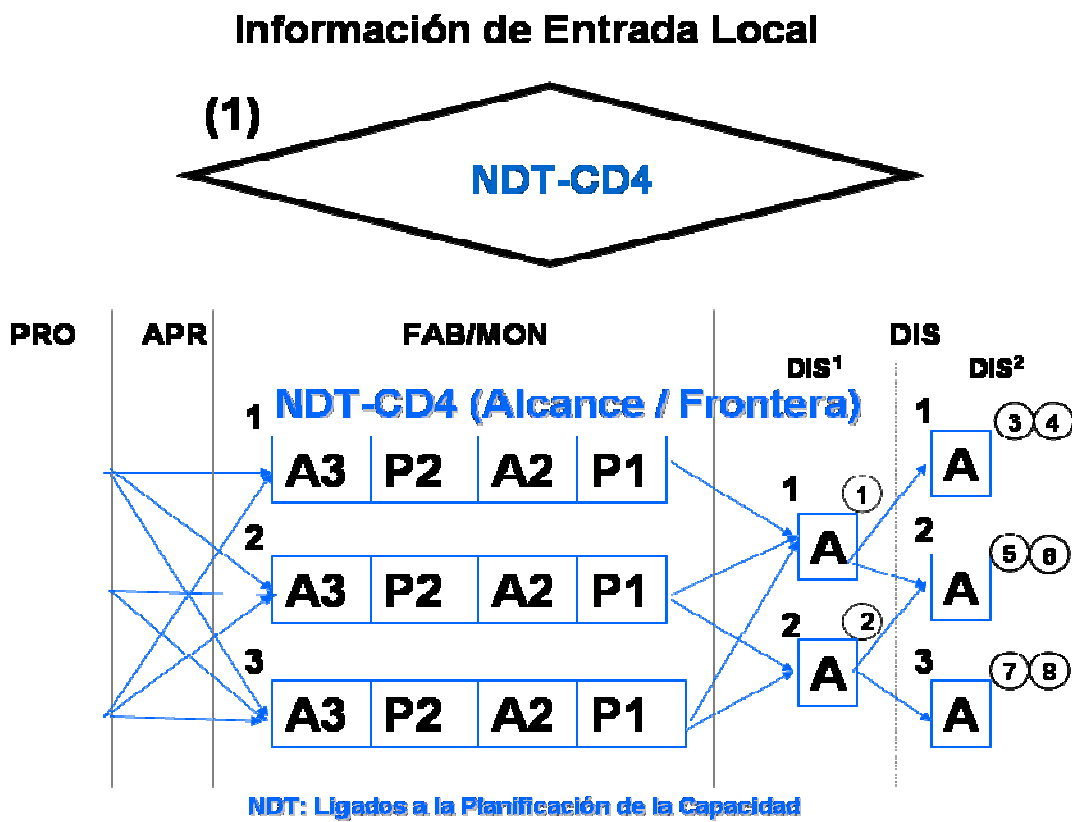 Información de Entrada Local
(1)
NDT-CD4
PRO APR FAB/MON DIS
DIS¹ DIS²
NDT-CD4 (Alcance / Frontera)
1 A3 P2 A2 P1
2 A3 P2 A2 P1
3 A3 P2 A2 P1
1 A 1
2 A 2
1 A 3 4
2 A 5 6
3 A 7 8
NDT: Ligados a la Planificación de la Capacidad